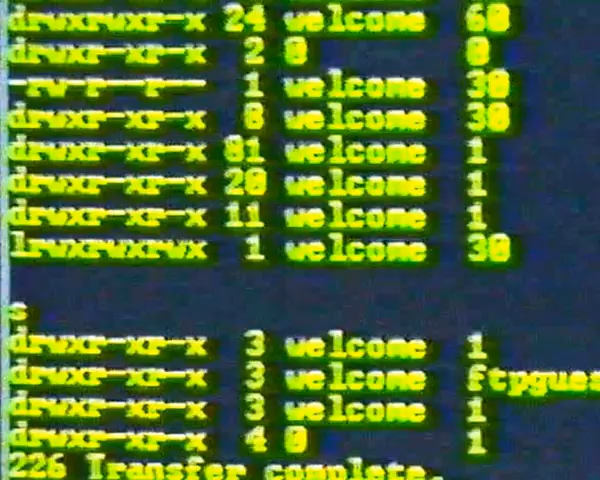 drwxrwxr-x 24 welcome 60
drwxr-xr-x 2 0 0
-rw-r--r-- 1 welcome 30
drwxr-xr-x 8 welcome 30
drwxr-xr-x 81 welcome 1
drwxr-xr-x 20 welcome 1
drwxr-xr-x 11 welcome 1
lrwxrwxrwx 1 welcome 30
s
drwxr-xr-x 3 welcome 1
drwxr-xr-x 3 welcome ftpgues
drwxr-xr-x 3 welcome 1
drwxr-xr-x 4 0 1
226 Transfer complete.